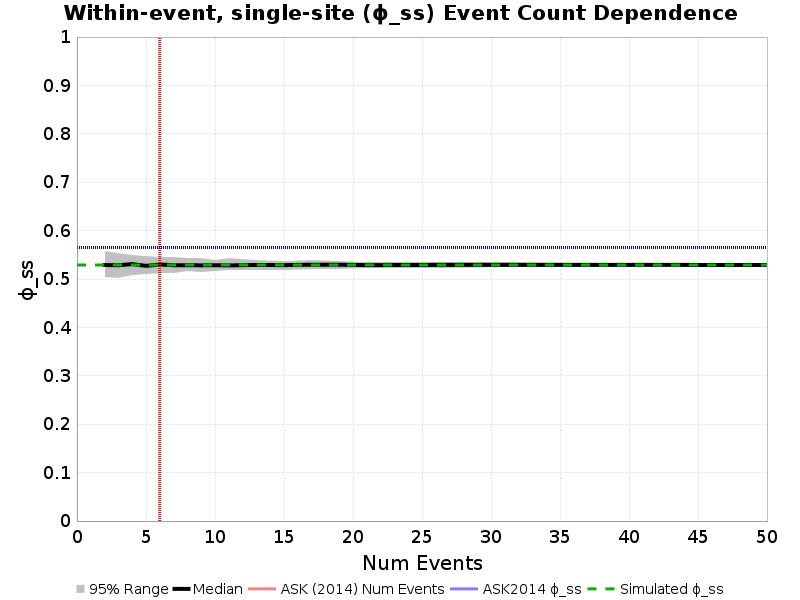 Within-event, single-site (ϕ_ss) Event Count Dependence
1
0.9
0.8
0.7
0.6
0.5
0.4
0.3
0.2
0.1
0
ϕ_ss
0 5 10 15 20 25 30 35 40 45 50
Num Events
95% Range Median ASK (2014) Num Events ASK2014 ϕ_ss Simulated ϕ_ss